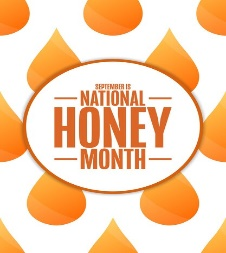 SEPTEMBER IS
NATIONAL
HONEY
MONTH